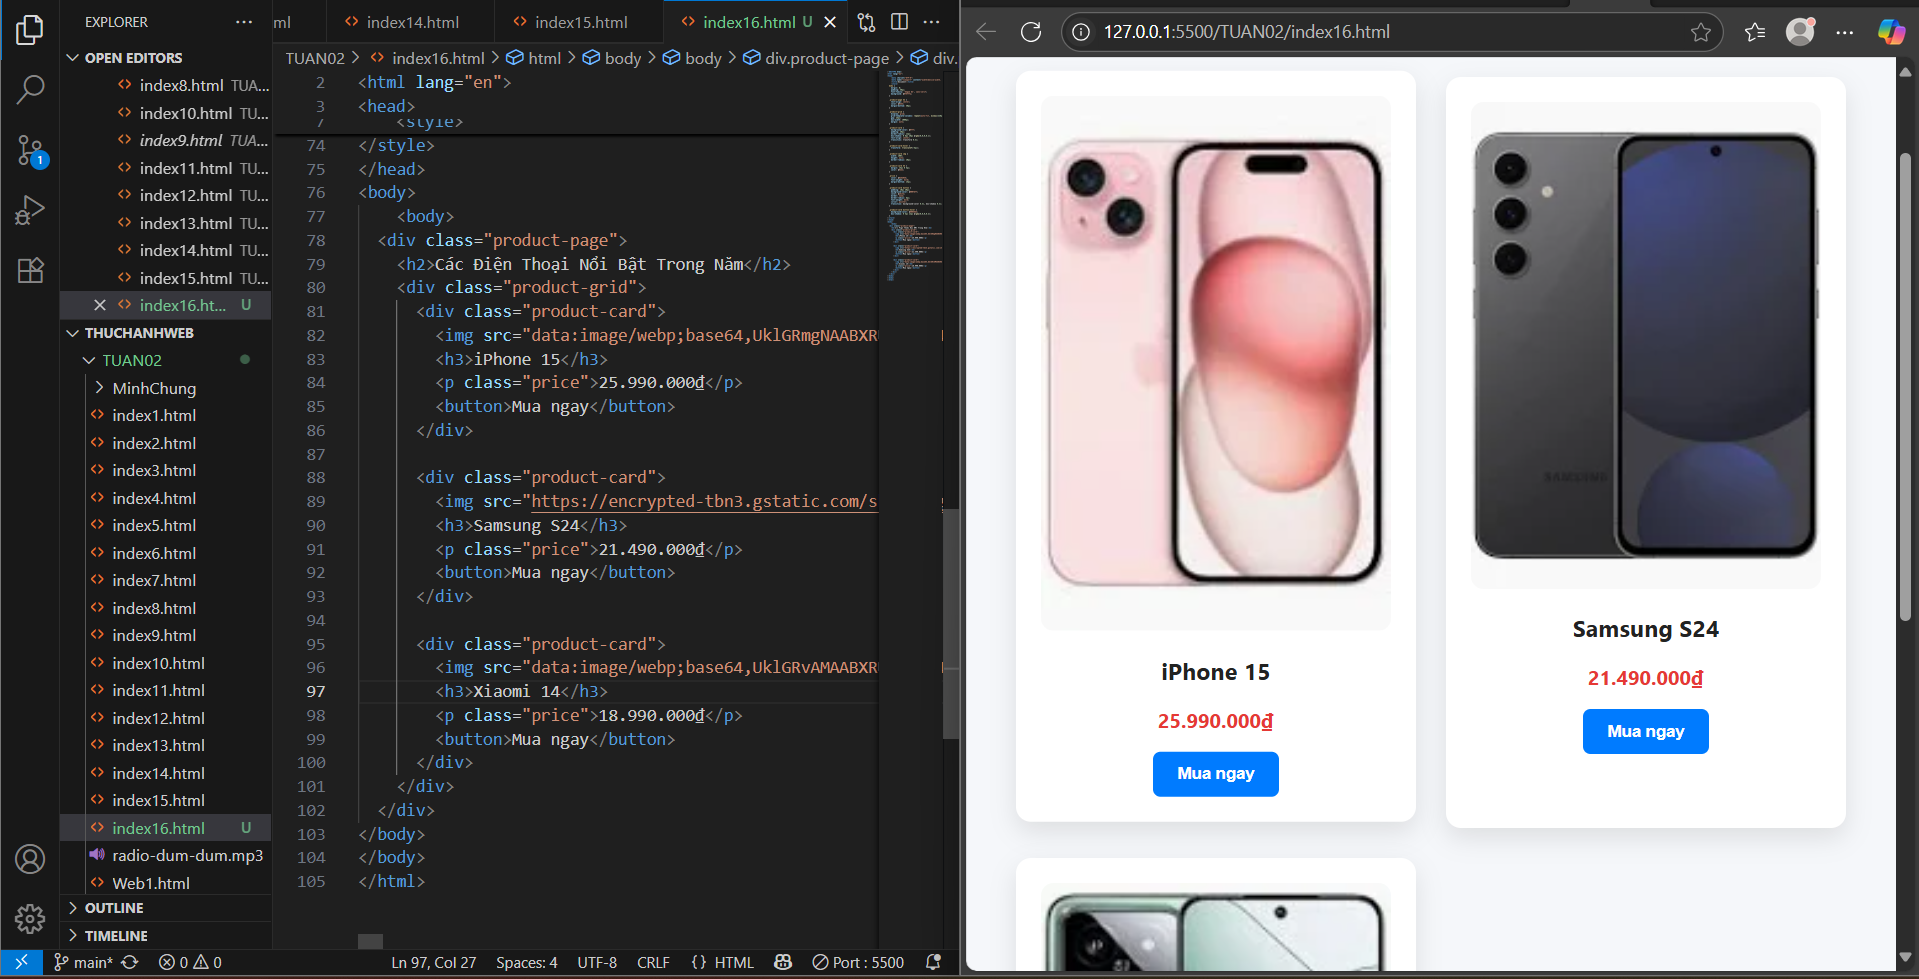 EXPLORER
OPEN EDITORS
index8.html TUA...
index10.html TU...
index9.html TUA...
index11.html TU...
index12.html TU...
index13.html TU...
index14.html TU...
index15.html TU...
index16.ht... U
THUCHANHWEB
TUAN02
MinhChung
index1.html
index2.html
index3.html
index4.html
index5.html
index6.html
index7.html
index8.html
index9.html
index10.html
index11.html
index12.html
index13.html
index14.html
index15.html
index16.html U
radio-dum-dum.mp3
Web1.html
OUTLINE
TIMELINE
1
ml index14.html index15.html index16.html U
TUAN02 > index16.html > html > body > body > div.product-page > div.
2 <html lang="en">
3 <head>
7 <style>
74 </style>
75 </head>
76 <body>
77 <body>
78 <div class="product-page">
79 <h2>Các Điện Thoại Nổi Bật Trong Năm</h2>
80 <div class="product-grid">
81 <div class="product-card">
82 <img src="data:image/webp;base64,UklGRmgNAABXR
83 <h3>iPhone 15</h3>
84 <p class="price">25.990.000₫</p>
85 <button>Mua ngay</button>
86 </div>
87
88 <div class="product-card">
89 <img src="https://encrypted-tbn3.gstatic.com/s
90 <h3>Samsung S24</h3>
91 <p class="price">21.490.000₫</p>
92 <button>Mua ngay</button>
93 </div>
94
95 <div class="product-card">
96 <img src="data:image/webp;base64,UklGRvAMAABXR
97 <h3>Xiaomi 14</h3>
98 <p class="price">18.990.000₫</p>
99 <button>Mua ngay</button>
100 </div>
101 </div>
102 </div>
103 </body>
104 </body>
105 </html>
main* 0 0 Ln 97, Col 27 Spaces: 4 UTF-8 CRLF {} HTML Port : 5500
127.0.0.1:5500/TUAN02/index16.html
iPhone 15
25.990.000₫
Mua ngay
SAMSUNG
Samsung S24
21.490.000₫
Mua ngay